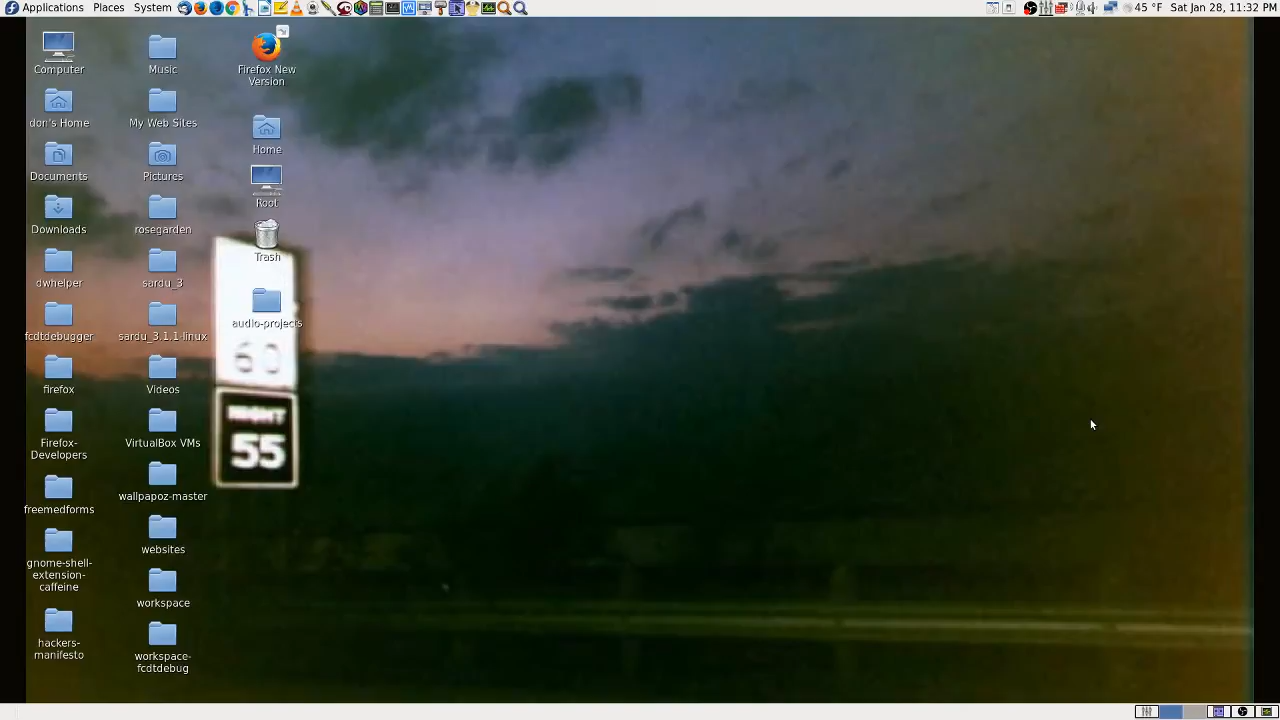 Applications Places System 45 °F Sat Jan 28, 11:32 PM
Computer
don's Home
Documents
Downloads
dwhelper
fcdtdebugger
firefox
Firefox-
Developers
freemedforms
gnome-shell-
extension-
caffeine
hackers-
manifesto
Music
My Web Sites
Pictures
rosegarden
sardu_3
sardu_3.1.1-linux
Videos
VirtualBox VMs
wallpapoz-master
websites
workspace
workspace-
fcdtdebug
Firefox New
Version
Home
Root
Trash
audio-projects
60
NIGHT
55